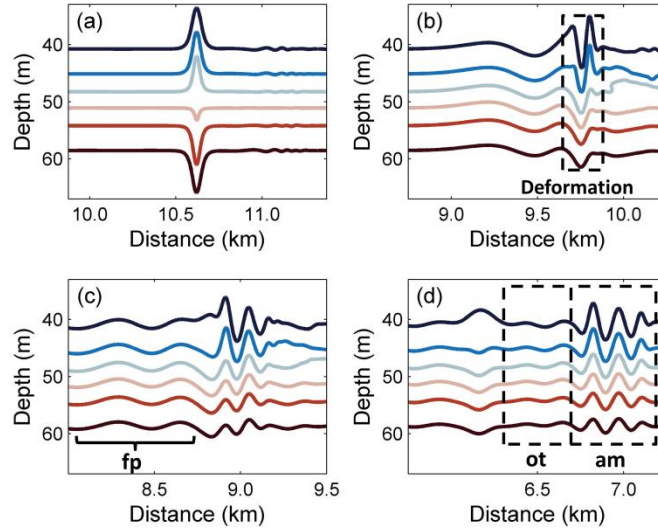 (a)
40
50
60
Depth (m)
10.0 10.5 11.0
Distance (km)
(b)
40
50
60
Depth (m)
Deformation
9.0 9.5 10.0
Distance (km)
(c)
40
50
60
Depth (m)
fp
8.5 9.0 9.5
Distance (km)
(d)
40
50
60
Depth (m)
ot am
6.5 7.0
Distance (km)